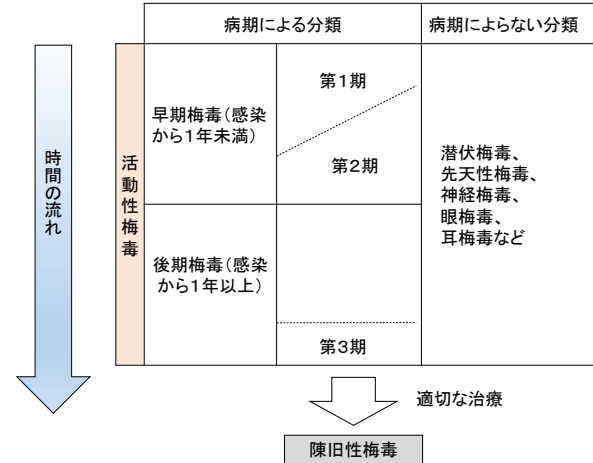 病期による分類
病期によらない分類
時間の流れ
活動性梅毒
早期梅毒（感染
から１年未満）
第１期
第２期
後期梅毒（感染
から１年以上）
第３期
潜伏梅毒、
先天性梅毒、
神経梅毒、
眼梅毒、
耳梅毒など
適切な治療
陳旧性梅毒